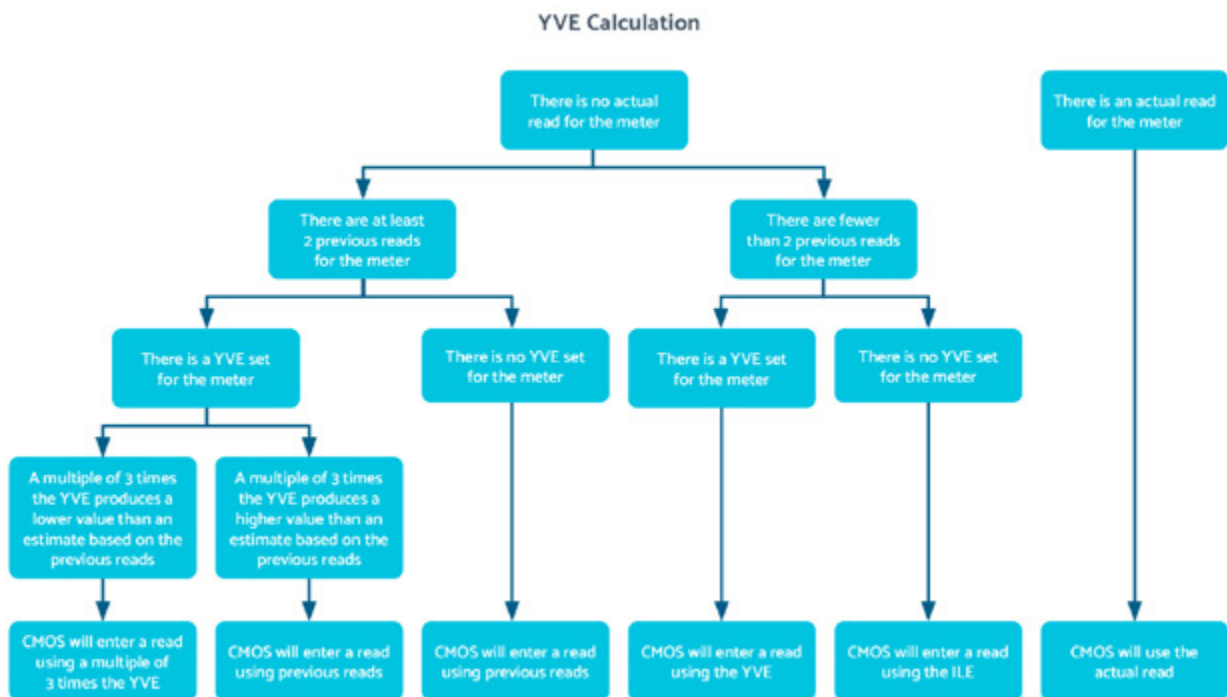 YVE Calculation
There is no actual
read for the meter
There is an actual read
for the meter
There are at least
2 previous reads
for the meter
There are fewer
than 2 previous reads
for the meter
There is a YVE set
for the meter
There is no YVE set
for the meter
There is a YVE set
for the meter
There is no YVE set
for the meter
A multiple of 3 times
the YVE produces a
lower value than an
estimate based on the
previous reads
A multiple of 3 times
the YVE produces a
higher value than an
estimate based on the
previous reads
CMOS will enter a read
using a multiple of
3 times the YVE
CMOS will enter a read
using previous reads
CMOS will enter a read
using previous reads
CMOS will enter a read
using the YVE
CMOS will enter a read
using the ILE
CMOS will use the
actual read